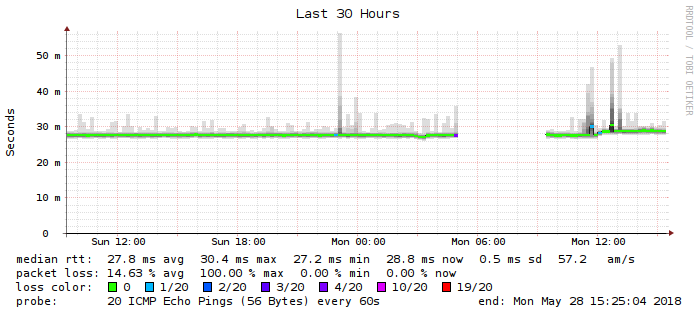 Last 30 Hours
RRDTOOL / TOBI OETIKER
Seconds
50 m
40 m
30 m
20 m
10 m
0
Sun 12:00 Sun 18:00 Mon 00:00 Mon 06:00 Mon 12:00
median rtt: 27.8 ms avg 30.4 ms max 27.2 ms min 28.8 ms now 0.5 ms sd 57.2 am/s
packet loss: 14.63 % avg 100.00 % max 0.00 % min 0.00 % now
loss color: 0 1/20 2/20 3/20 4/20 10/20 19/20
probe: 20 ICMP Echo Pings (56 Bytes) every 60s end: Mon May 28 15:25:04 2018